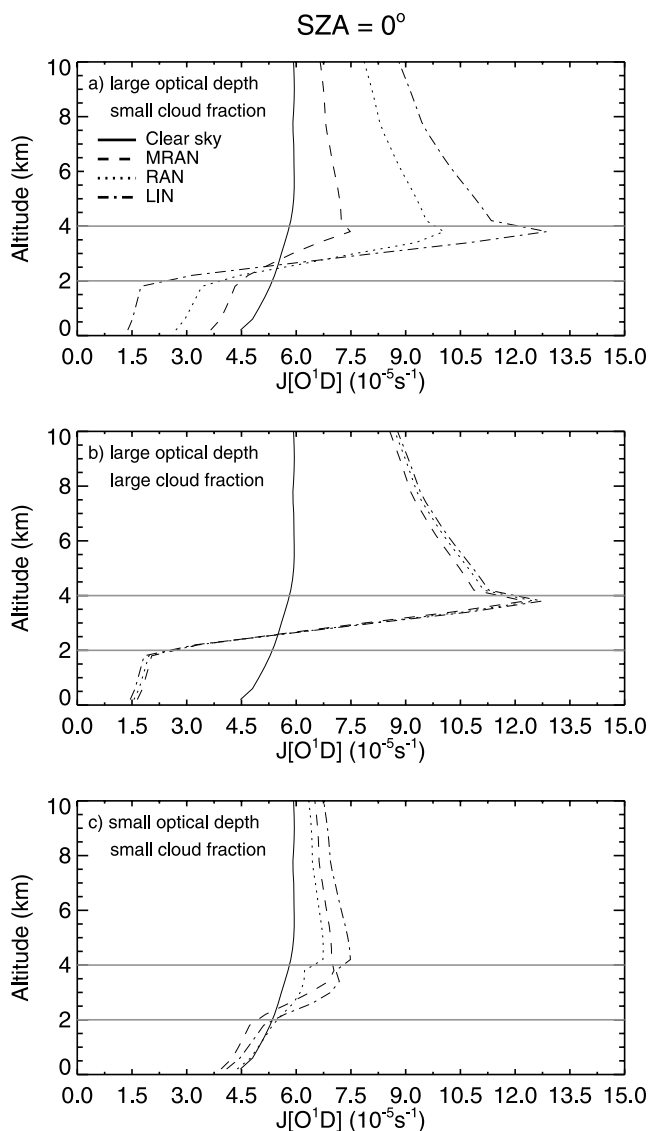 SZA = 0°
a) large optical depth
small cloud fraction
Clear sky
MRAN
RAN
LIN
10
8
6
4
2
0
Altitude (km)
0.0 1.5 3.0 4.5 6.0 7.5 9.0 10.5 12.0 13.5 15.0
J[O¹D] (10⁻⁵s⁻¹)
b) large optical depth
large cloud fraction
10
8
6
4
2
0
Altitude (km)
0.0 1.5 3.0 4.5 6.0 7.5 9.0 10.5 12.0 13.5 15.0
J[O¹D] (10⁻⁵s⁻¹)
c) small optical depth
small cloud fraction
10
8
6
4
2
0
Altitude (km)
0.0 1.5 3.0 4.5 6.0 7.5 9.0 10.5 12.0 13.5 15.0
J[O¹D] (10⁻⁵s⁻¹)